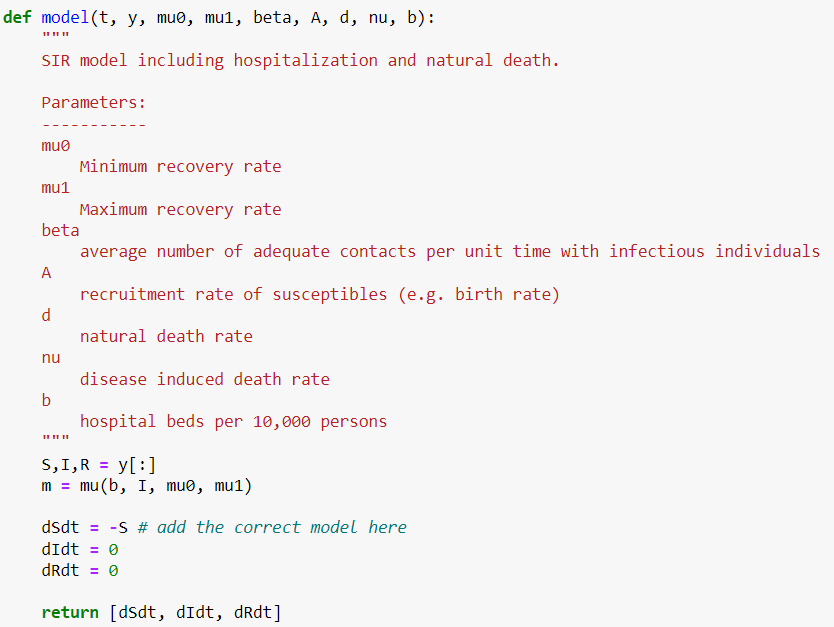 def model(t, y, mu0, mu1, beta, A, d, nu, b):
    """
    SIR model including hospitalization and natural death.

    Parameters:
    -----------
    mu0
        Minimum recovery rate
    mu1
        Maximum recovery rate
    beta
        average number of adequate contacts per unit time with infectious individuals
    A
        recruitment rate of susceptibles (e.g. birth rate)
    d
        natural death rate
    nu
        disease induced death rate
    b
        hospital beds per 10,000 persons
    """
    S,I,R = y[:]
    m = mu(b, I, mu0, mu1)

    dSdt = -S # add the correct model here
    dIdt = 0
    dRdt = 0

    return [dSdt, dIdt, dRdt]